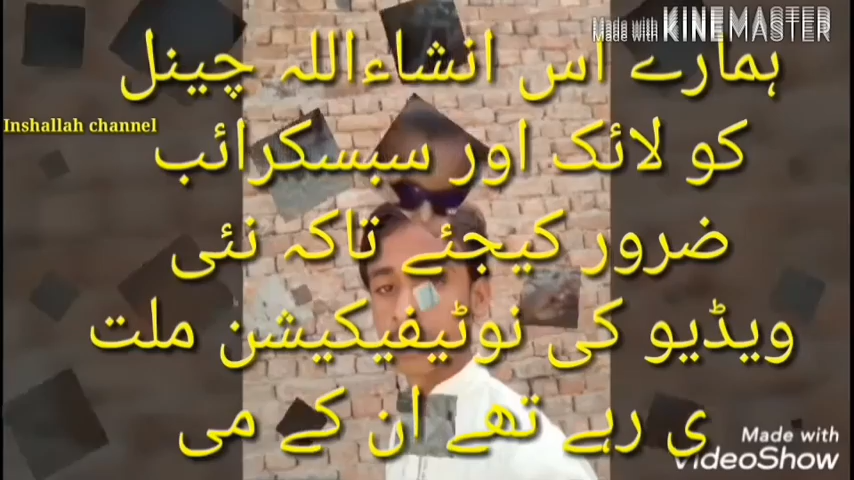 Made with KINEMASTER
ہمارے اس انشاءاللہ چینل
Inshallah channel
کو لائک اور سبسکرائب
ضرور کیجئے تاکہ نئی
ویڈیو کی نوٹیفیکیشن ملت
ی رہے تھے ان کے می
Made with
VideoShow